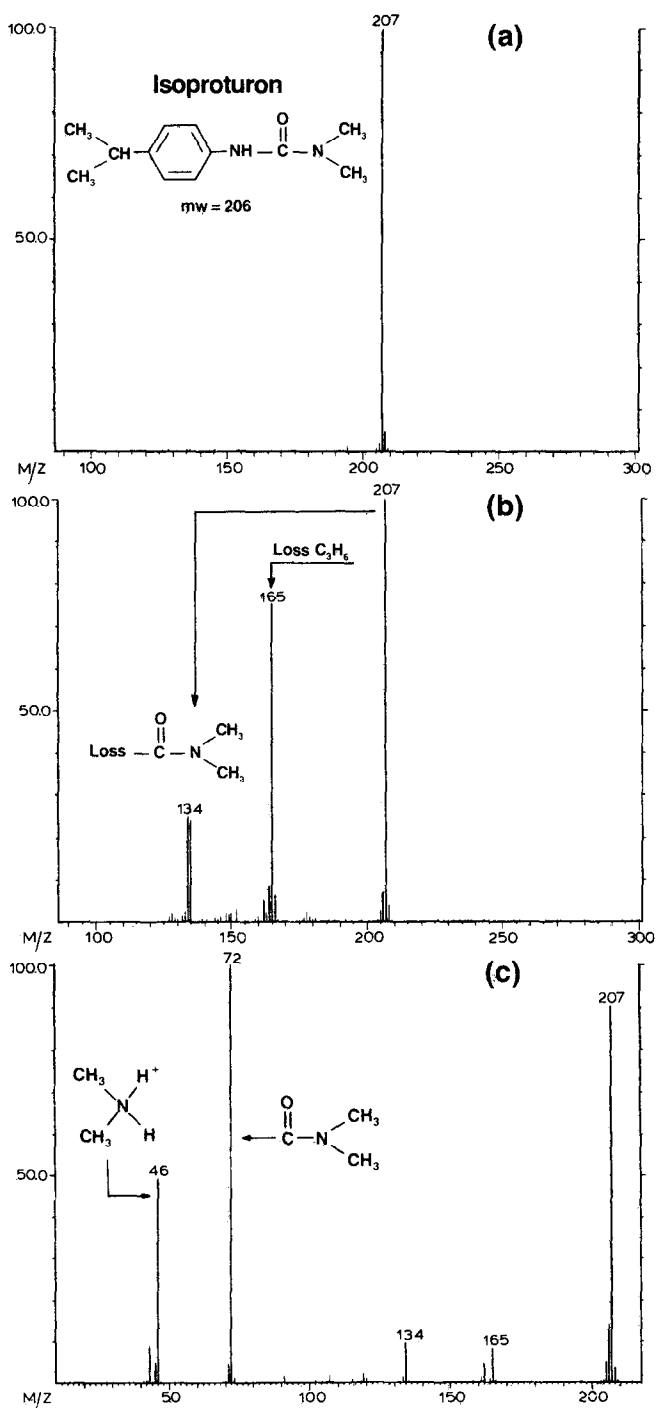 100.0
207
(a)
Isoproturon
CH₃
CH
CH₃
NH
O
C
N
CH₃
CH₃
mw = 206
50.0
M/Z
100
150
200
250
300
100.0
207
(b)
Loss C₃H₆
165
50.0
O
Loss
C
N
CH₃
CH₃
134
M/Z
100
150
200
250
300
100.0
72
(c)
207
CH₃
H⁺
N
CH₃
H
O
C
N
CH₃
CH₃
50.0
46
134
165
M/Z
50
100
150
200